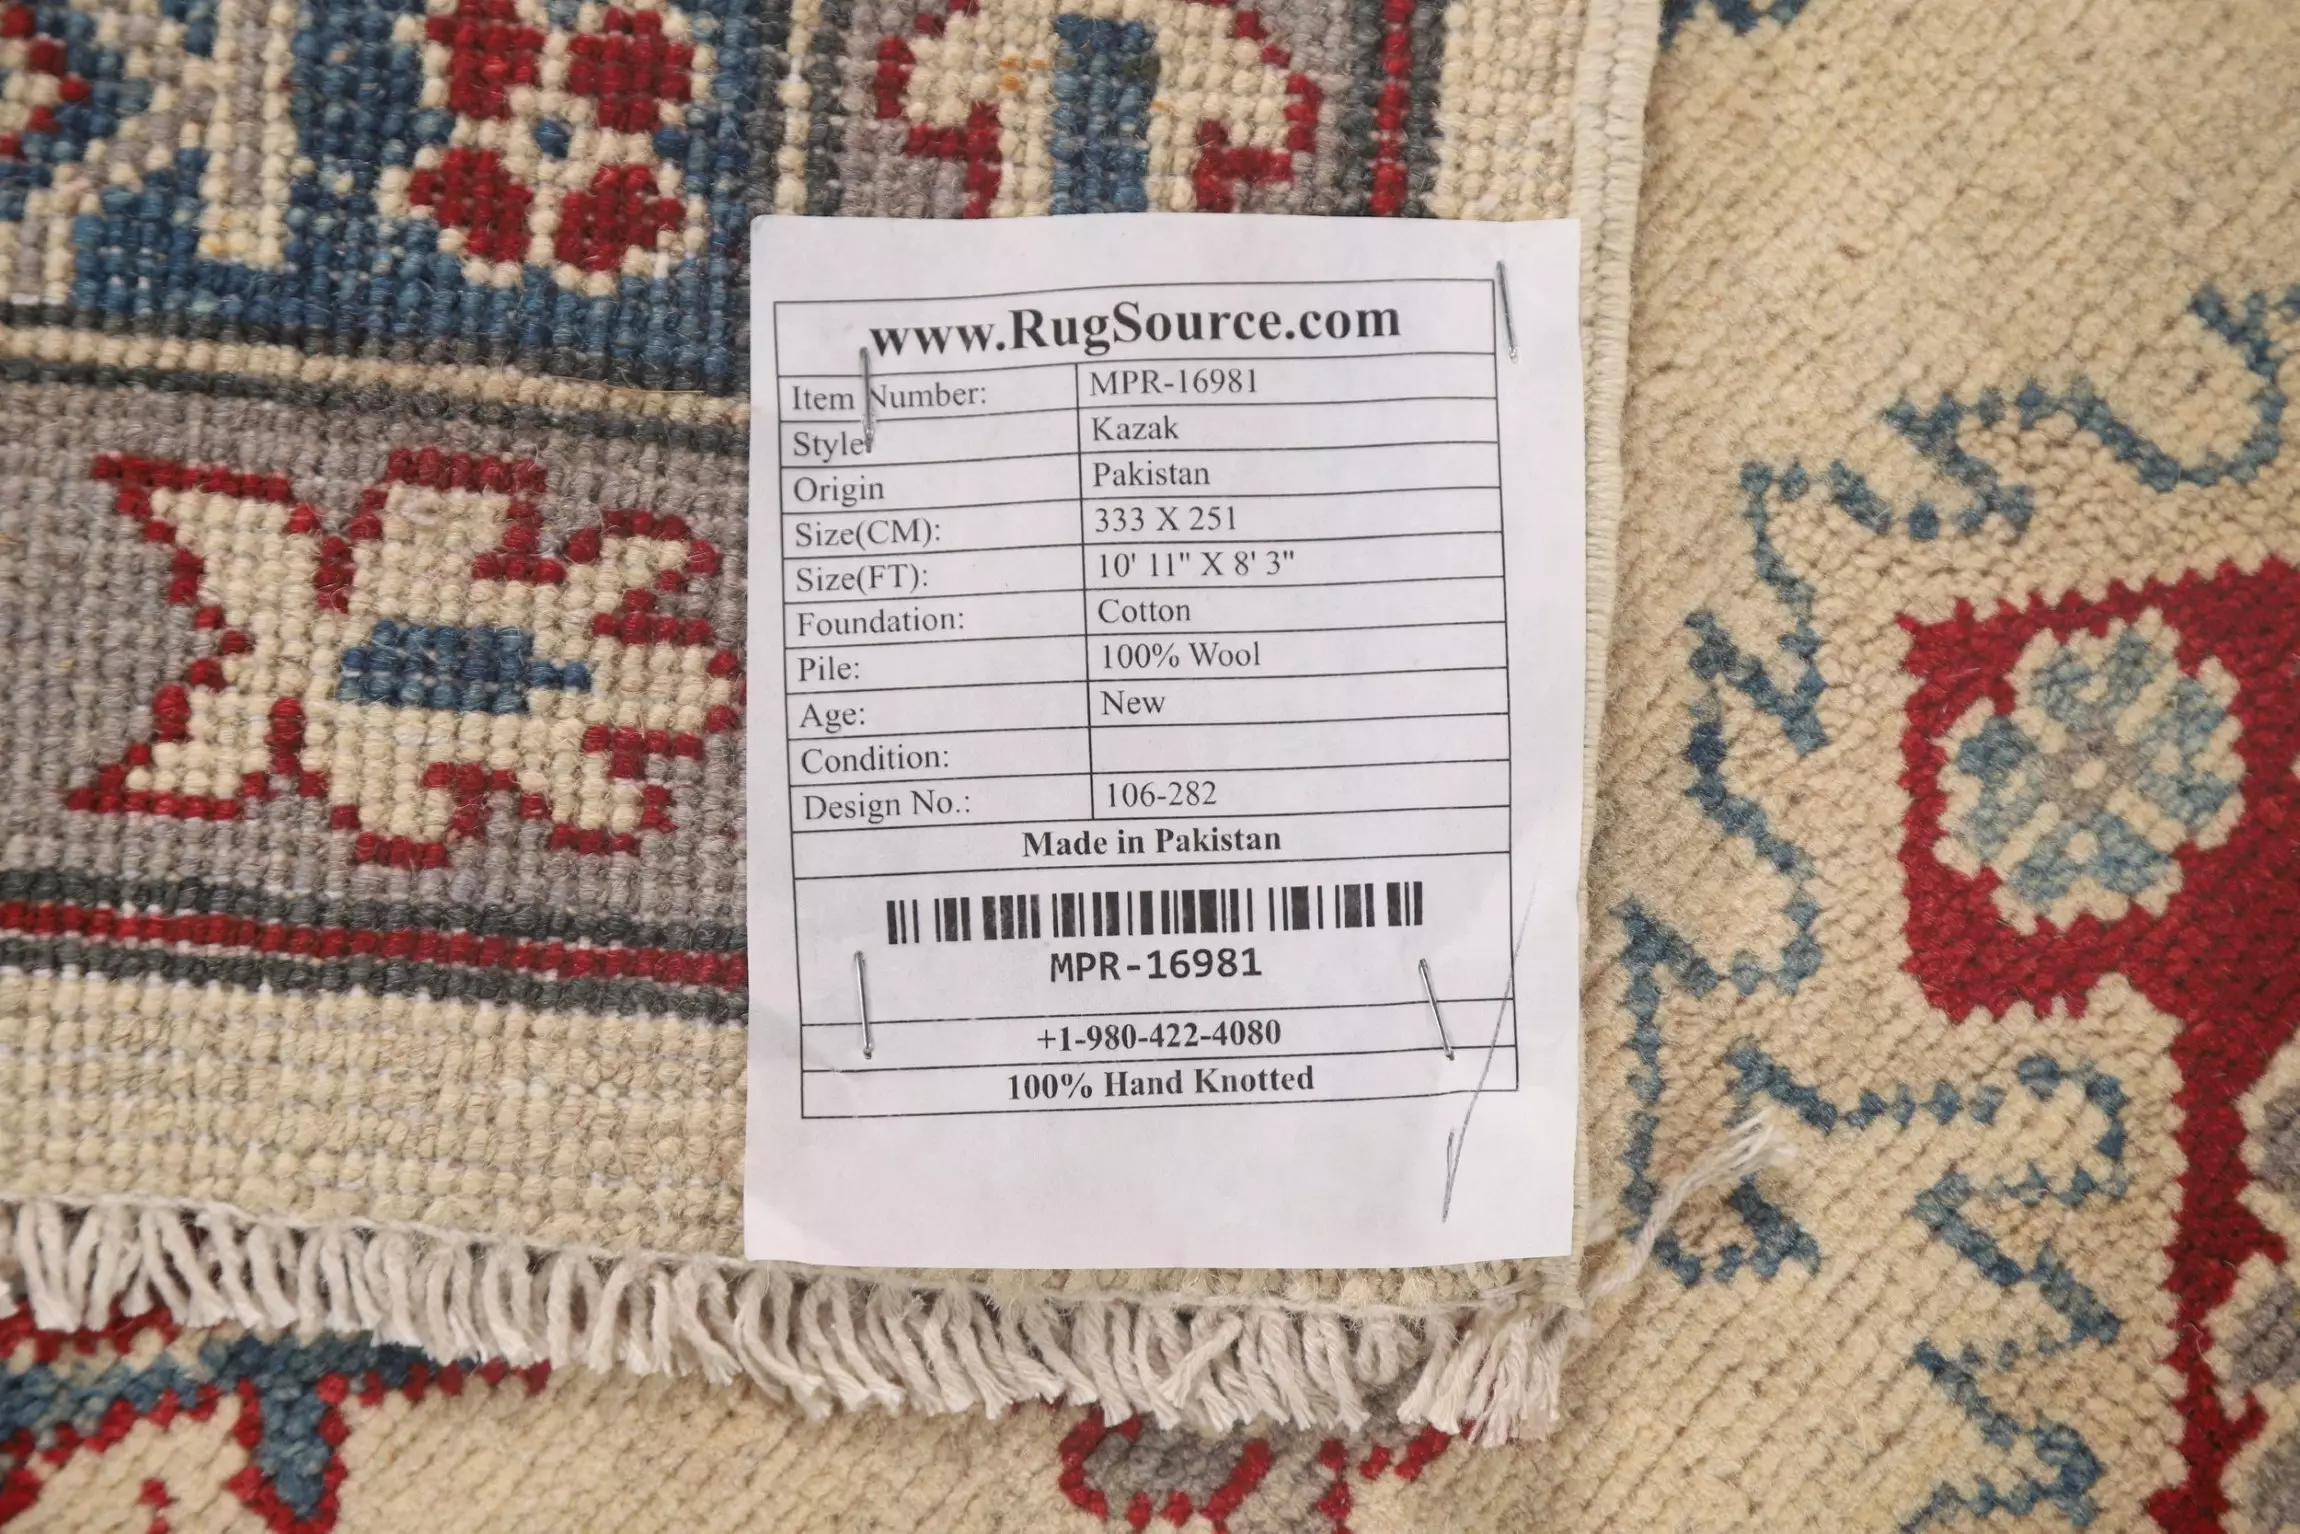 www.RugSource.com
Item Number: MPR-16981
Style: Kazak
Origin Pakistan
Size(CM): 333 X 251
Size(FT): 10' 11" X 8' 3"
Foundation: Cotton
Pile: 100% Wool
Age: New
Condition:
Design No.: 106-282
Made in Pakistan
MPR-16981
+1-980-422-4080
100% Hand Knotted